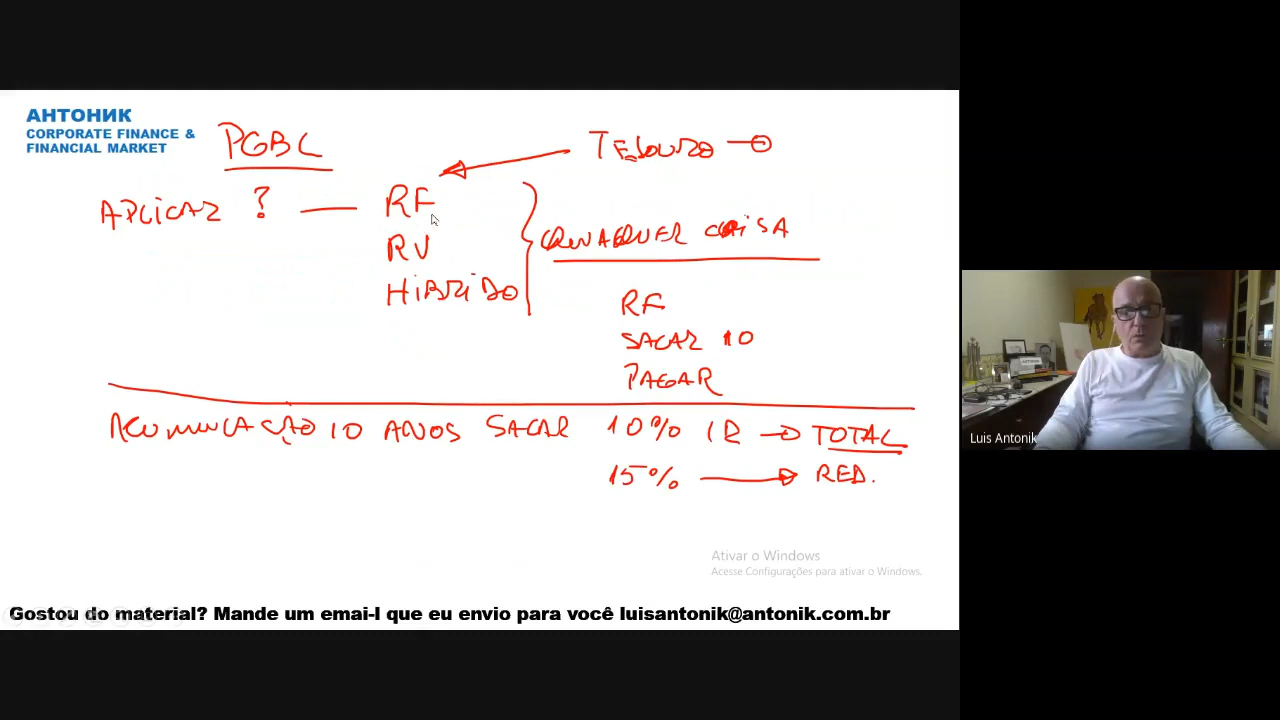 АНТОНИК
CORPORATE FINANCE &
FINANCIAL MARKET
PGBL
TESOURO
APLICAR ? — RF
RV
HIBRIDO
QUALQUER COISA
RF
SACAR 10
PAGAR
ACUMULAÇÃO 10 ANOS SACAR 10% IR → TOTAL
15% → RED.
Ativar o Windows
Acesse Configurações para ativar o Windows.
Gostou do material? Mande um emai-l que eu envio para você luisantonik@antonik.com.br
Luis Antonik
ANTONIK